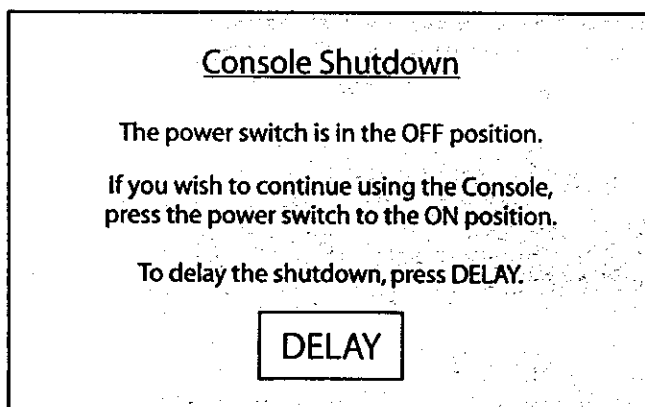 Console Shutdown
The power switch is in the OFF position.
If you wish to continue using the Console,
press the power switch to the ON position.
To delay the shutdown, press DELAY.
DELAY